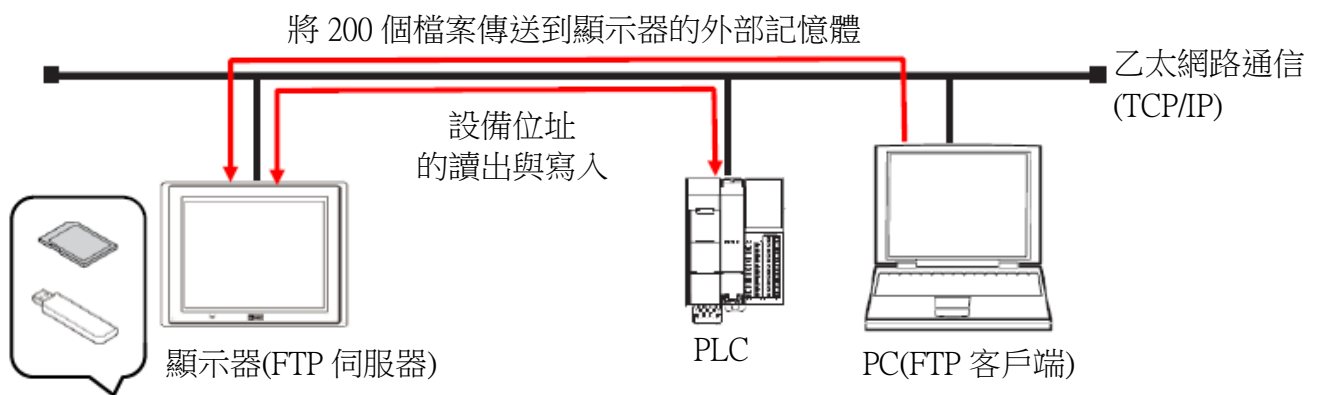 將 200 個檔案傳送到顯示器的外部記憶體
乙太網路通信
(TCP/IP)
設備位址
的讀出與寫入
顯示器(FTP 伺服器)
PLC
PC(FTP 客戶端)